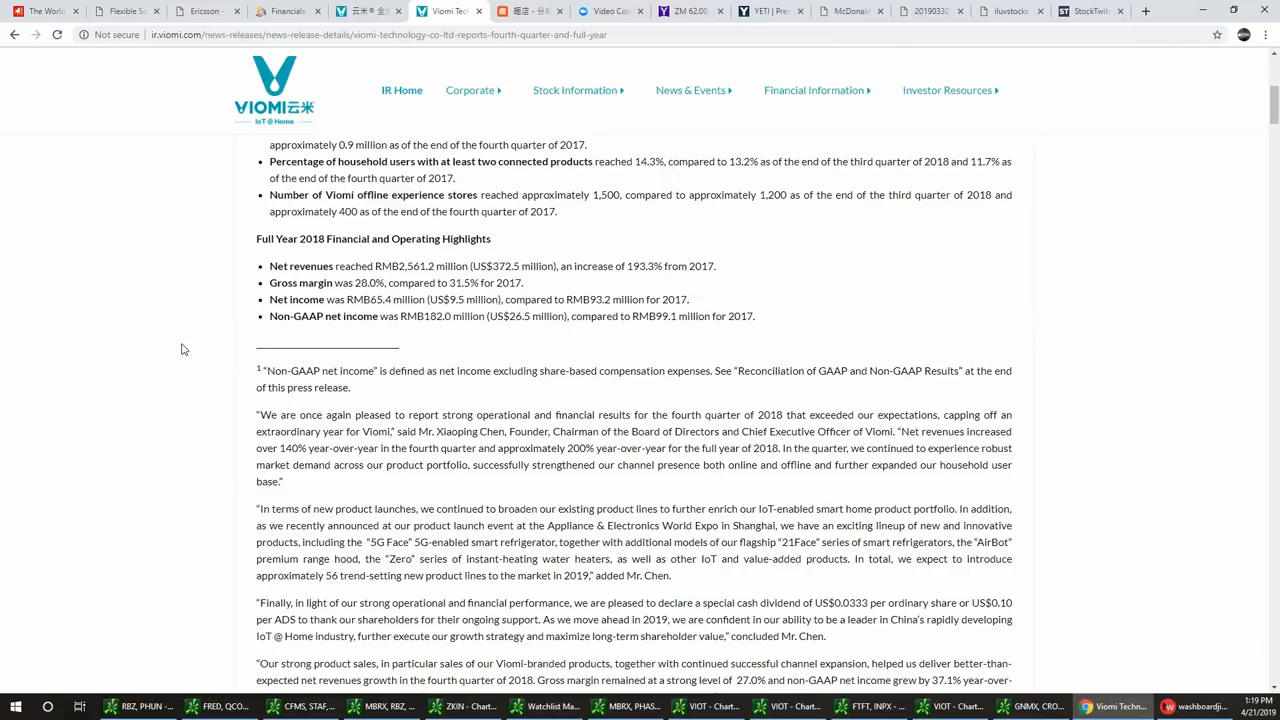 The World
Flexible So
Ericsson -
Financials
云米® 全
Viomi Tec
趣店 - 分
Video Con
ZM 62.00
YETI | Pre
McDonald
20190330
iluvstocks
StockTwits
Not secure | ir.viomi.com/news-releases/news-release-details/viomi-technology-co-ltd-reports-fourth-quarter-and-full-year
VIOMI云米
IoT @ Home
IR Home Corporate Stock Information News & Events Financial Information Investor Resources
approximately 0.9 million as of the end of the fourth quarter of 2017.
• Percentage of household users with at least two connected products reached 14.3%, compared to 13.2% as of the end of the third quarter of 2018 and 11.7% as
of the end of the fourth quarter of 2017.
• Number of Viomi offline experience stores reached approximately 1,500, compared to approximately 1,200 as of the end of the third quarter of 2018 and
approximately 400 as of the end of the fourth quarter of 2017.
Full Year 2018 Financial and Operating Highlights
• Net revenues reached RMB2,561.2 million (US$372.5 million), an increase of 193.3% from 2017.
• Gross margin was 28.0%, compared to 31.5% for 2017.
• Net income was RMB65.4 million (US$9.5 million), compared to RMB93.2 million for 2017.
• Non-GAAP net income was RMB182.0 million (US$26.5 million), compared to RMB99.1 million for 2017.
1 “Non-GAAP net income” is defined as net income excluding share-based compensation expenses. See “Reconciliation of GAAP and Non-GAAP Results” at the end
of this press release.
“We are once again pleased to report strong operational and financial results for the fourth quarter of 2018 that exceeded our expectations, capping off an
extraordinary year for Viomi,” said Mr. Xiaoping Chen, Founder, Chairman of the Board of Directors and Chief Executive Officer of Viomi. “Net revenues increased
over 140% year-over-year in the fourth quarter and approximately 200% year-over-year for the full year of 2018. In the quarter, we continued to experience robust
market demand across our product portfolio, successfully strengthened our channel presence both online and offline and further expanded our household user
base.”
“In terms of new product launches, we continued to broaden our existing product lines to further enrich our IoT-enabled smart home product portfolio. In addition,
as we recently announced at our product launch event at the Appliance & Electronics World Expo in Shanghai, we have an exciting lineup of new and innovative
products, including the “5G Face” 5G-enabled smart refrigerator, together with additional models of our flagship “21Face” series of smart refrigerators, the “AirBot”
premium range hood, the “Zero” series of instant-heating water heaters, as well as other IoT and value-added products. In total, we expect to introduce
approximately 56 trend-setting new product lines to the market in 2019,” added Mr. Chen.
“Finally, in light of our strong operational and financial performance, we are pleased to declare a special cash dividend of US$0.0333 per ordinary share or US$0.10
per ADS to thank our shareholders for their ongoing support. As we move ahead in 2019, we are confident in our ability to be a leader in China’s rapidly developing
IoT @ Home industry, further execute our growth strategy and maximize long-term shareholder value,” concluded Mr. Chen.
“Our strong product sales, in particular sales of our Viomi-branded products, together with continued successful channel expansion, helped us deliver better-than-
expected net revenues growth in the fourth quarter of 2018. Gross margin remained at a strong level of 27.0% and non-GAAP net income grew by 37.1% year-over-
RBZ, PHUN - ...
FRED, QCO...
CFMS, STAF,...
MBRX, RBZ, ...
ZKIN - Chart...
Watchlist Ma...
MBRX, PHAS...
VIOT - Chart...
VIOT - Chart...
FTFT, INPX - ...
VIOT - Chart...
GNMX, CRO...
Viomi Techn...
washboardji...
1:19 PM
4/21/2019